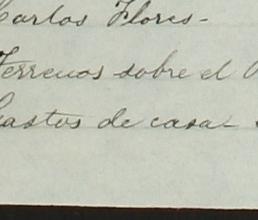 Carlos Flores-
Terrenos sobre el
Gastos de casa-